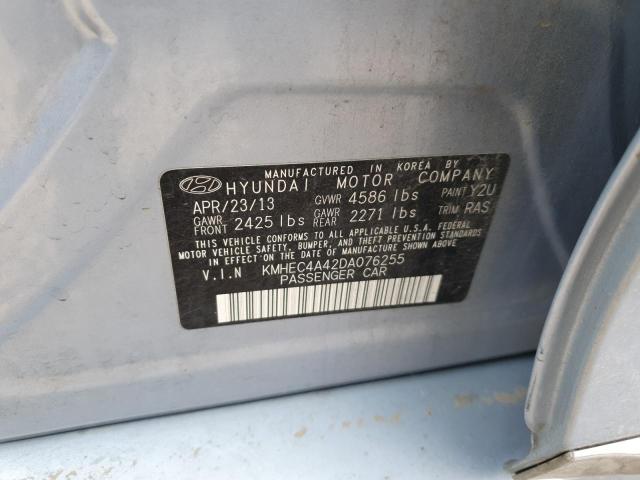 MANUFACTURED IN KOREA BY
HYUNDAI MOTOR COMPANY
APR/23/13 GVWR 4586 lbs PAINT Y2U
GAWR FRONT 2425 lbs GAWR REAR 2271 lbs TRIM RAS
THIS VEHICLE CONFORMS TO ALL APPLICABLE U.S.A. FEDERAL
MOTOR VEHICLE SAFETY, BUMPER, AND THEFT PREVENTION STANDARDS
IN EFFECT ON THE DATE OF MANUFACTURE SHOWN ABOVE.
V.I.N KMHEC4A42DA076255
PASSENGER CAR